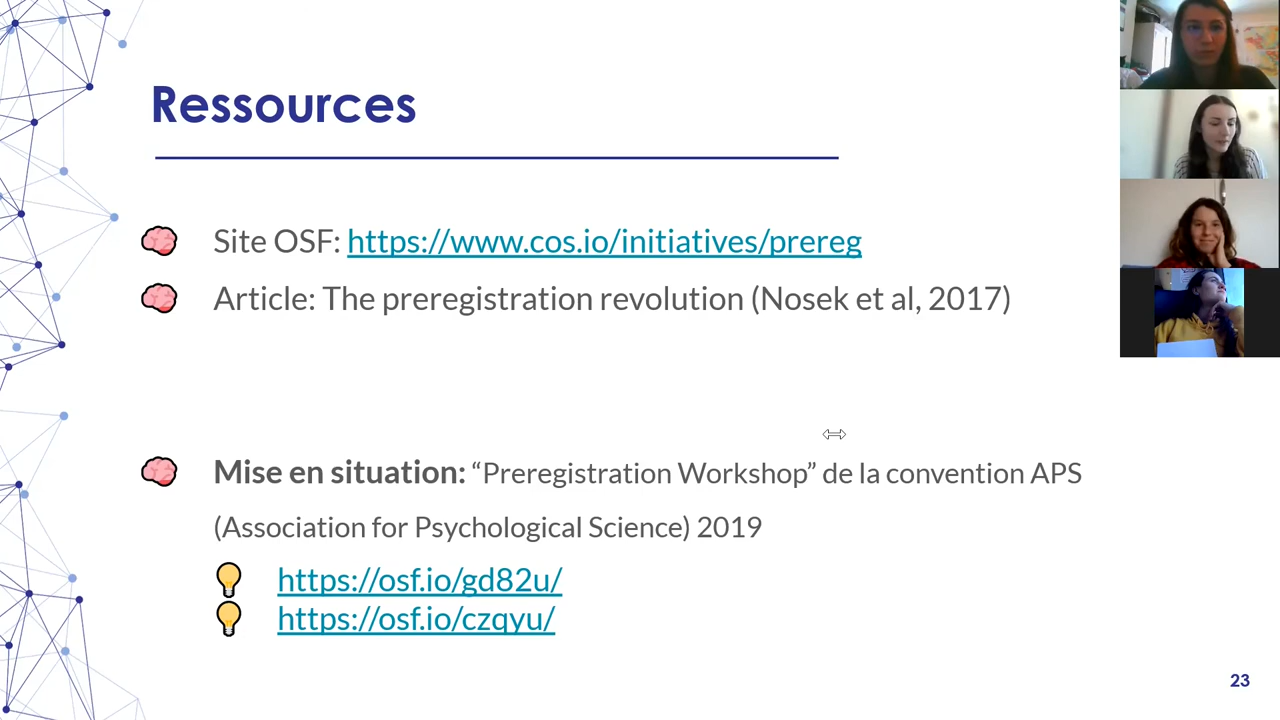 Ressources
Site OSF: https://www.cos.io/initiatives/prereg
Article: The preregistration revolution (Nosek et al, 2017)
Mise en situation: “Preregistration Workshop” de la convention APS
(Association for Psychological Science) 2019
https://osf.io/gd82u/
https://osf.io/czqyu/
23